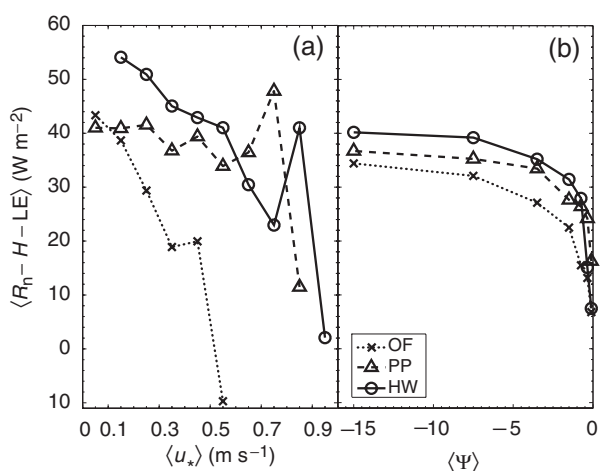 (a)
(b)
60
50
40
30
20
10
0
10
⟨Rn – H – LE⟩ (W m−2)
0 0.1 0.3 0.5 0.7 0.9
⟨u*⟩ (m s−1)
OF
PP
HW
−15 −10 −5 0
⟨Ψ⟩